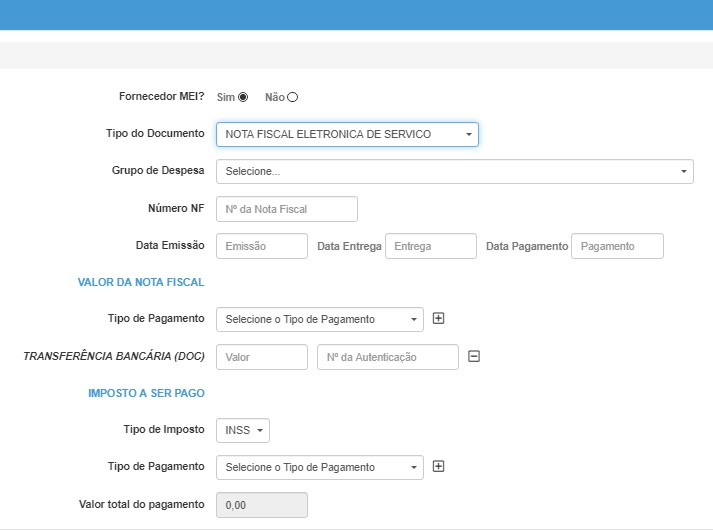 Fornecedor MEI? Sim Não
Tipo do Documento NOTA FISCAL ELETRONICA DE SERVICO
Grupo de Despesa Selecione...
Número NF Nº da Nota Fiscal
Data Emissão Emissão Data Entrega Entrega Data Pagamento Pagamento
VALOR DA NOTA FISCAL
Tipo de Pagamento Selecione o Tipo de Pagamento
TRANSFERÊNCIA BANCÁRIA (DOC) Valor Nº da Autenticação
IMPOSTO A SER PAGO
Tipo de Imposto INSS
Tipo de Pagamento Selecione o Tipo de Pagamento
Valor total do pagamento 0,00